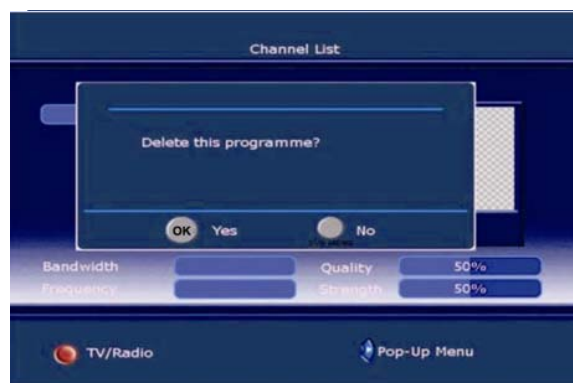 Channel List
Delete this programme?
OK Yes No
Bandwidth Quality 50%
Frequency Strength 50%
TV/Radio Pop-Up Menu